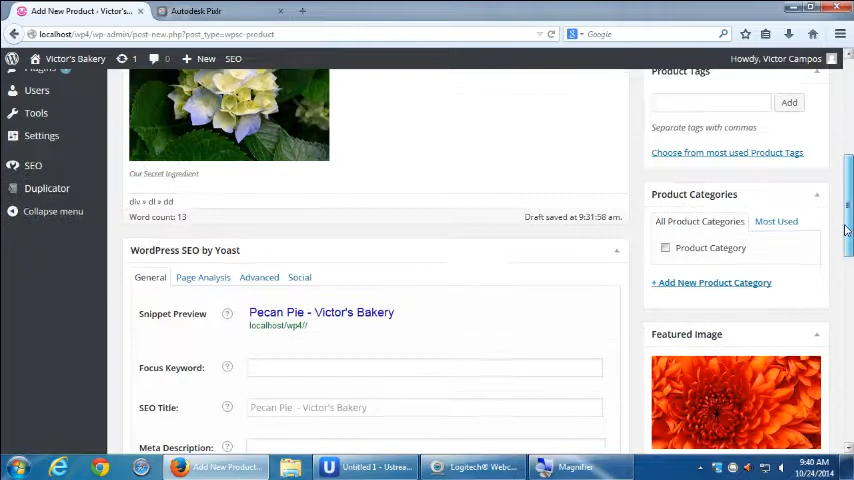 Add New Product ‹ Victor's...
Autodesk Pixlr
localhost/wp4/wp-admin/post-new.php?post_type=wpsc-product
Google
Victor's Bakery
1
0
New
SEO
Howdy, Victor Campos
Plugins
Users
Tools
Settings
SEO
Duplicator
Collapse menu
Our Secret Ingredient
div » dl » dd
Word count: 13
Draft saved at 9:31:58 am.
WordPress SEO by Yoast
General
Page Analysis
Advanced
Social
Snippet Preview
?
Pecan Pie - Victor's Bakery
localhost/wp4//
Focus Keyword:
?
SEO Title:
?
Pecan Pie - Victor's Bakery
Meta Description:
?
Product Tags
Add
Separate tags with commas
Choose from most used Product Tags
Product Categories
All Product Categories
Most Used
Product Category
+ Add New Product Category
Featured Image
Add New Product...
Untitled 1 - Ustrea...
Logitech® Webc...
Magnifier
9:40 AM
10/24/2014